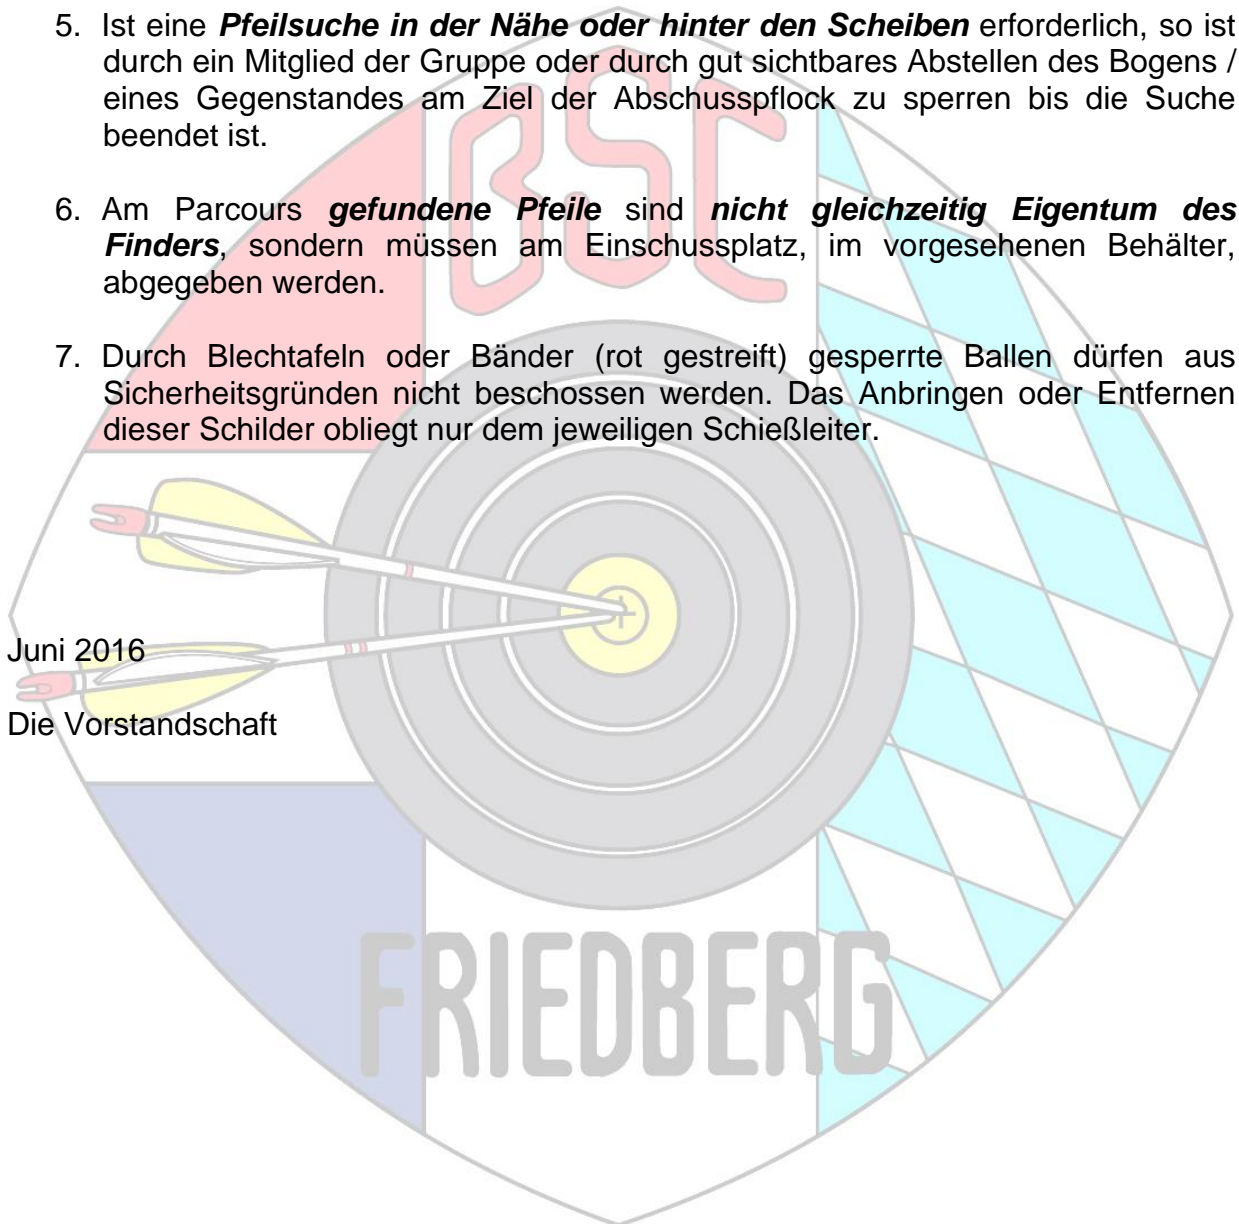 5. Ist eine Pfeilsuche in der Nähe oder hinter den Scheiben erforderlich, so ist
durch ein Mitglied der Gruppe oder durch gut sichtbares Abstellen des Bogens /
eines Gegenstandes am Ziel der Abschusspflock zu sperren bis die Suche
beendet ist.
6. Am Parcours gefundene Pfeile sind nicht gleichzeitig Eigentum des
Finders, sondern müssen am Einschussplatz, im vorgesehenen Behälter,
abgegeben werden.
7. Durch Blechtafeln oder Bänder (rot gestreift) gesperrte Ballen dürfen aus
Sicherheitsgründen nicht beschossen werden. Das Anbringen oder Entfernen
dieser Schilder obliegt nur dem jeweiligen Schießleiter.
Juni 2016
Die Vorstandschaft
BSC
FRIEDBERG